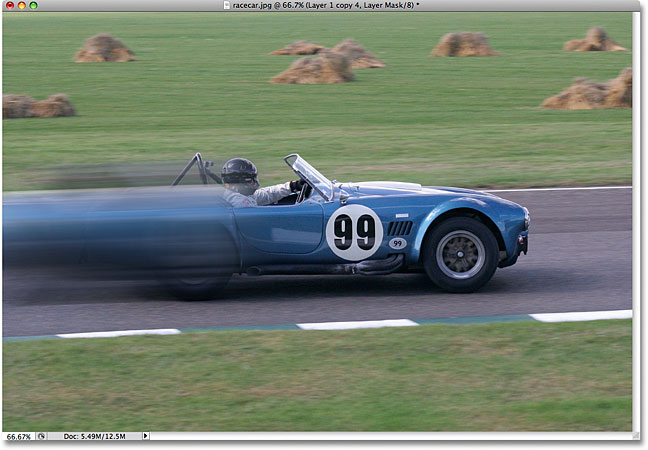 racecar.jpg @ 66.7% (Layer 1 copy 4, Layer Mask/8) *
99
99
66.67%
Doc: 5.49M/12.5M